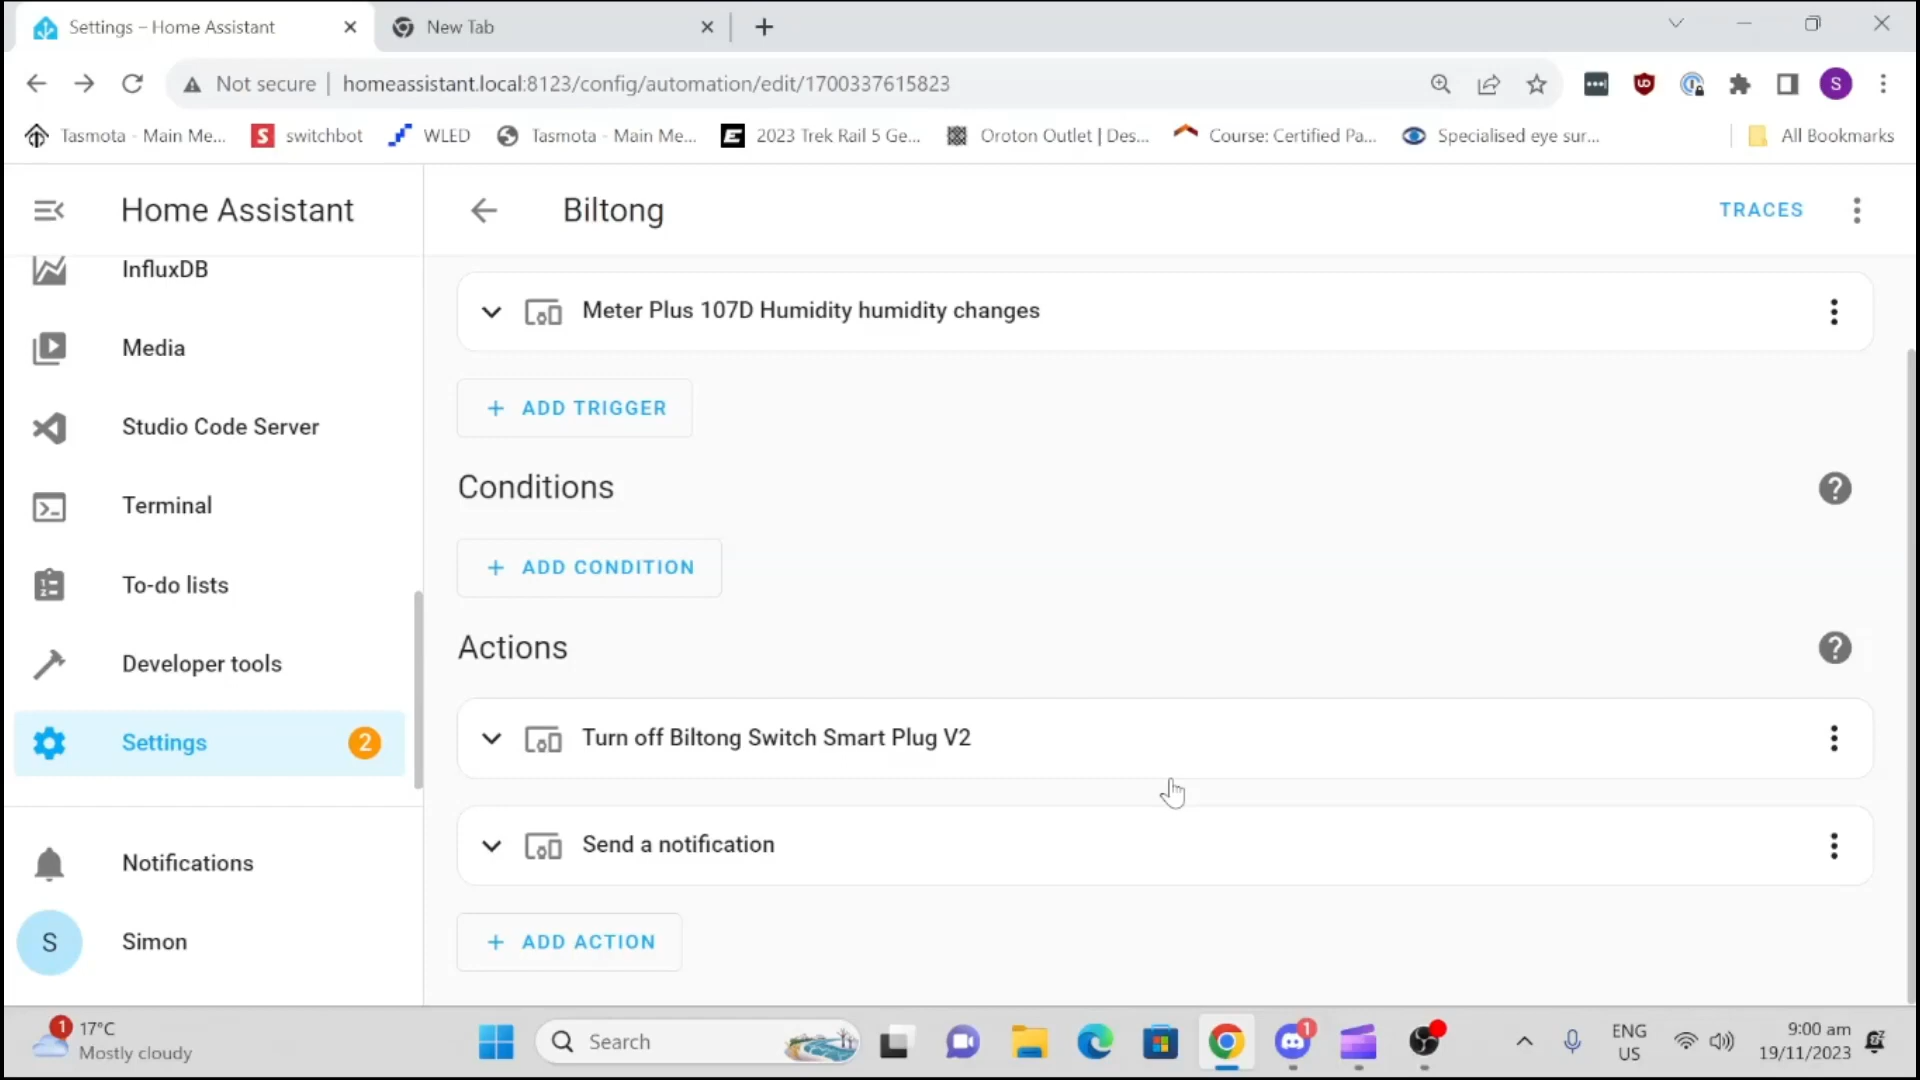 Settings – Home Assistant
New Tab
Not secure
homeassistant.local:8123/config/automation/edit/1700337615823
S
Tasmota - Main Me...
S
switchbot
WLED
Tasmota - Main Me...
2023 Trek Rail 5 Ge...
Oroton Outlet | Des...
Course: Certified Pa...
Specialised eye sur...
All Bookmarks
Home Assistant
Biltong
TRACES
InfluxDB
Media
Studio Code Server
Terminal
To-do lists
Developer tools
Settings
2
Notifications
S
Simon
Meter Plus 107D Humidity humidity changes
+ ADD TRIGGER
Conditions
?
+ ADD CONDITION
Actions
?
Turn off Biltong Switch Smart Plug V2
Send a notification
+ ADD ACTION
1
17°C
Mostly cloudy
Search
1
ENG
US
9:00 am
19/11/2023